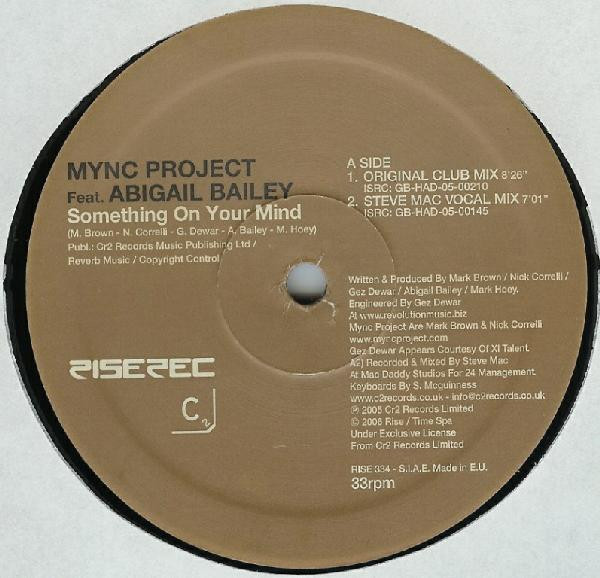 MYNC PROJECT
Feat. ABIGAIL BAILEY
Something On Your Mind
(M. Brown - N. Correlli - G. Dewar - A. Bailey - M. Hoey)
Publ.: Cr2 Records Music Publishing Ltd /
Reverb Music / Copyright Control
RISEREC
C2
A SIDE
1. ORIGINAL CLUB MIX 8'26"
ISRC: GB-HAD-05-00210
2. STEVE MAC VOCAL MIX 7'01"
ISRC: GB-HAD-05-00145
Written & Produced By Mark Brown / Nick Correlli /
Gez Dewar / Abigail Bailey / Mark Hoey.
Engineered By Gez Dewar
At www.revolutionmusic.biz
Mync Project Are Mark Brown & Nick Correlli
www.myncproject.com
Gez Dewar Appears Courtesy Of XI Talent.
A2) Recorded & Mixed By Steve Mac
At Mac Daddy Studios For 24 Management.
Keyboards By S. Mcguinness
www.c2records.co.uk - info@c2records.co.uk
℗ 2005 Cr2 Records Limited
© 2006 Rise / Time Spa
Under Exclusive License
From Cr2 Records Limited
RISE 334 - S.I.A.E. Made in E.U.
33rpm